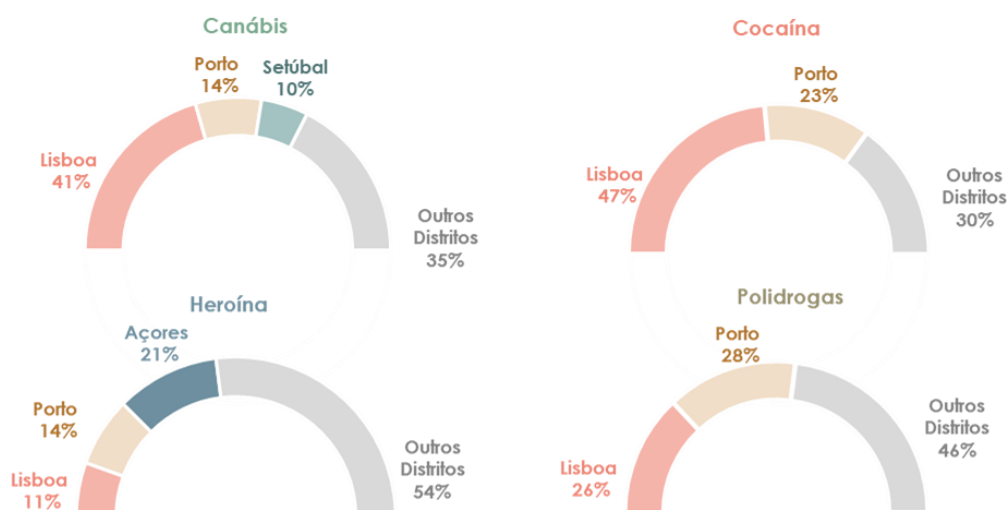 Canábis
Porto
14%
Setúbal
10%
Lisboa
41%
Outros
Distritos
35%
Cocaína
Porto
23%
Lisboa
47%
Outros
Distritos
30%
Heroína
Açores
21%
Porto
14%
Lisboa
11%
Outros
Distritos
54%
Polidrogas
Porto
28%
Lisboa
26%
Outros
Distritos
46%